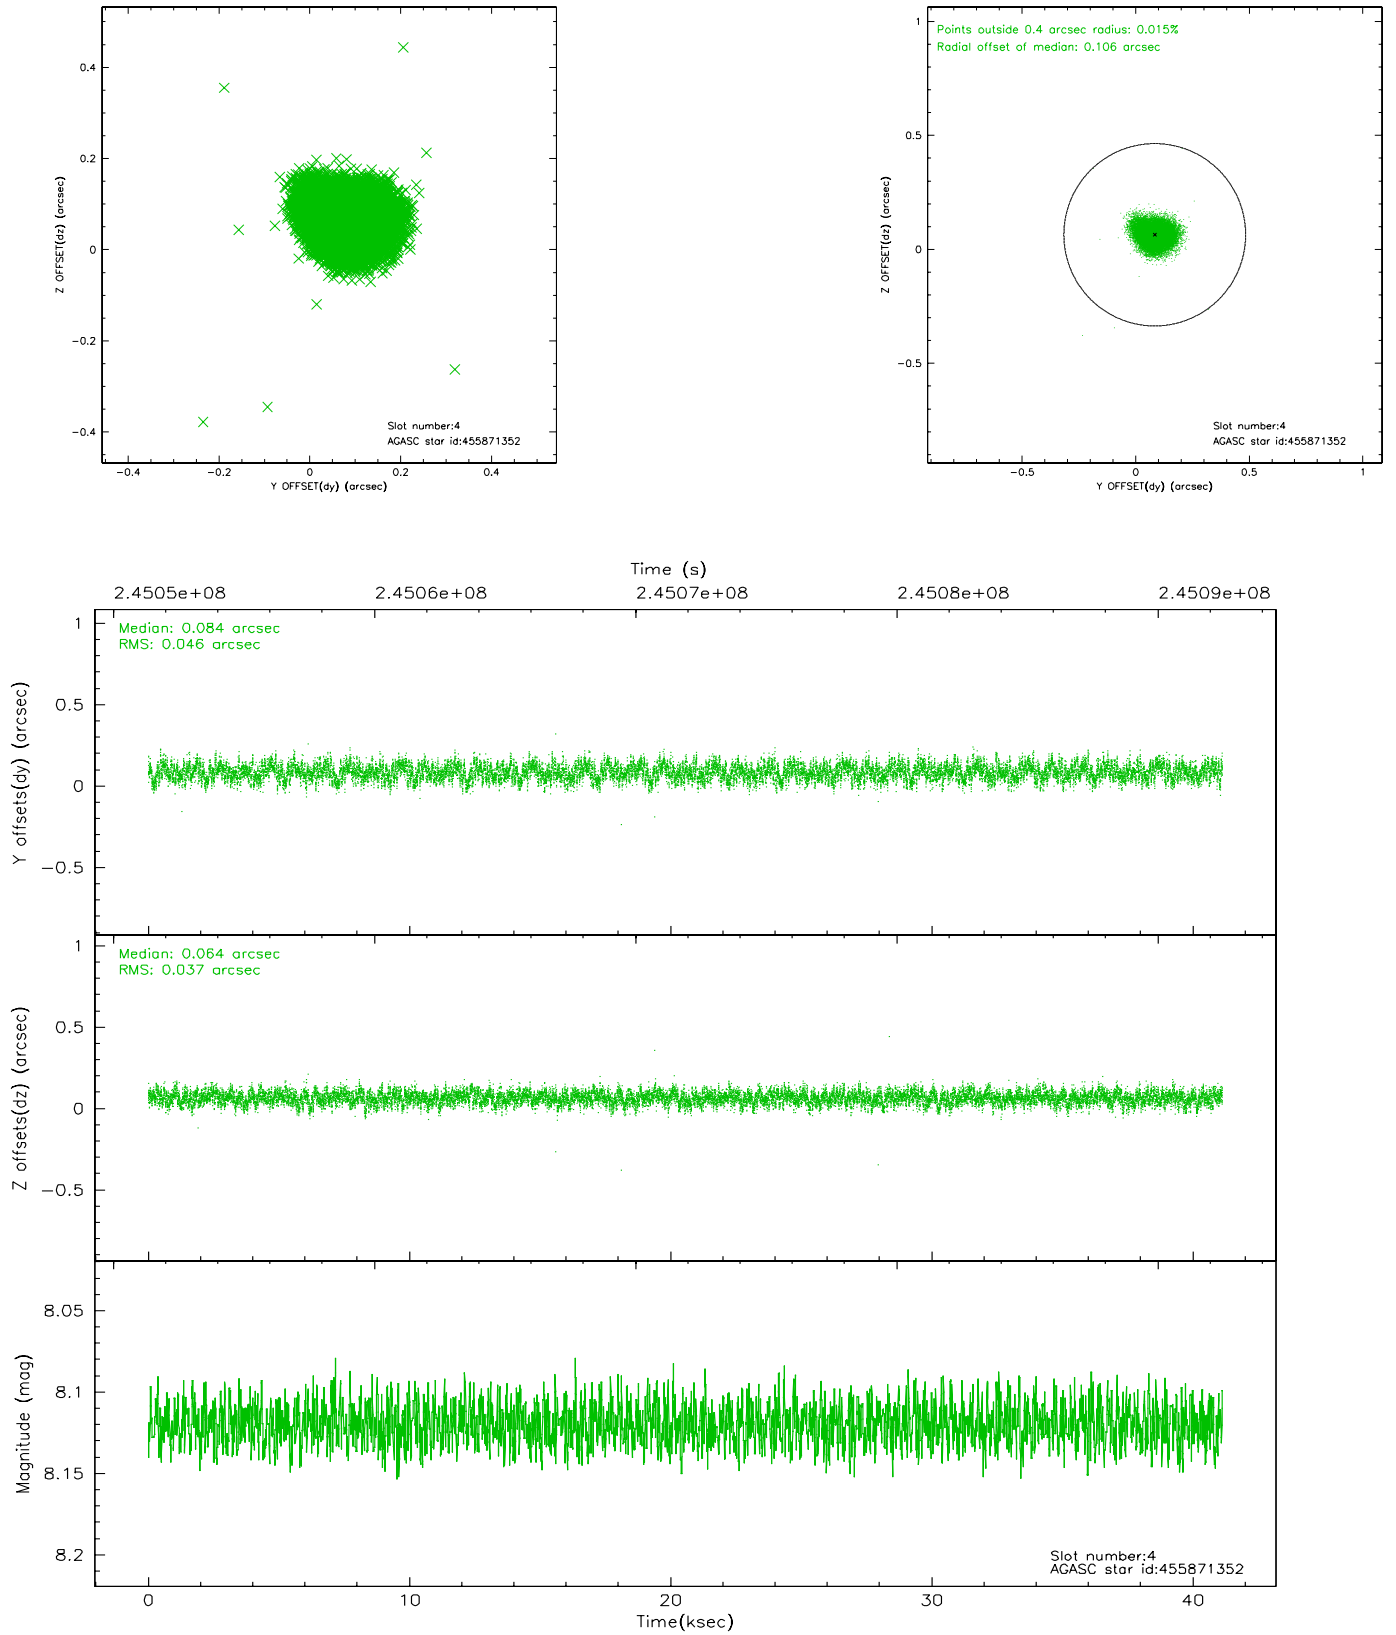 0.4
0.2
0
−0.2
−0.4
Z OFFSET(dz) (arcsec)
Slot number:4
AGASC star id:455871352
−0.4 −0.2 0 0.2 0.4
Y OFFSET(dy) (arcsec)
Points outside 0.4 arcsec radius: 0.015%
Radial offset of median: 0.106 arcsec
1
0.5
0
−0.5
Z OFFSET(dz) (arcsec)
Slot number:4
AGASC star id:455871352
−0.5 0 0.5 1
Y OFFSET(dy) (arcsec)
Time (s)
2.4505e+08 2.4506e+08 2.4507e+08 2.4508e+08 2.4509e+08
Median: 0.084 arcsec
RMS: 0.046 arcsec
1
0.5
0
−0.5
Y offsets(dy) (arcsec)
Median: 0.064 arcsec
RMS: 0.037 arcsec
1
0.5
0
−0.5
Z offsets(dz) (arcsec)
8.05
8.1
8.15
8.2
Magnitude (mag)
Slot number:4
AGASC star id:455871352
0 10 20 30 40
Time(ksec)